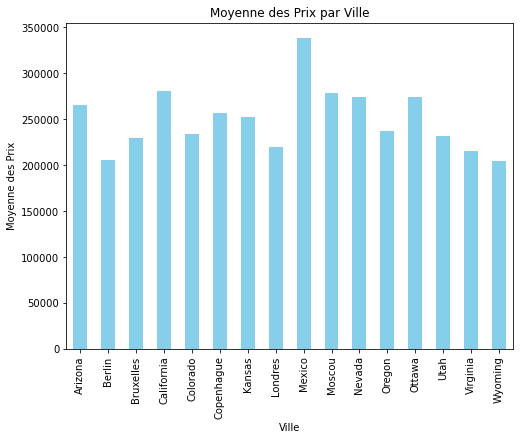 Moyenne des Prix par Ville
Moyenne des Prix
350000
300000
250000
200000
150000
100000
50000
0
Arizona
Berlin
Bruxelles
California
Colorado
Copenhague
Kansas
Londres
Mexico
Moscou
Nevada
Oregon
Ottawa
Utah
Virginia
Wyoming
Ville